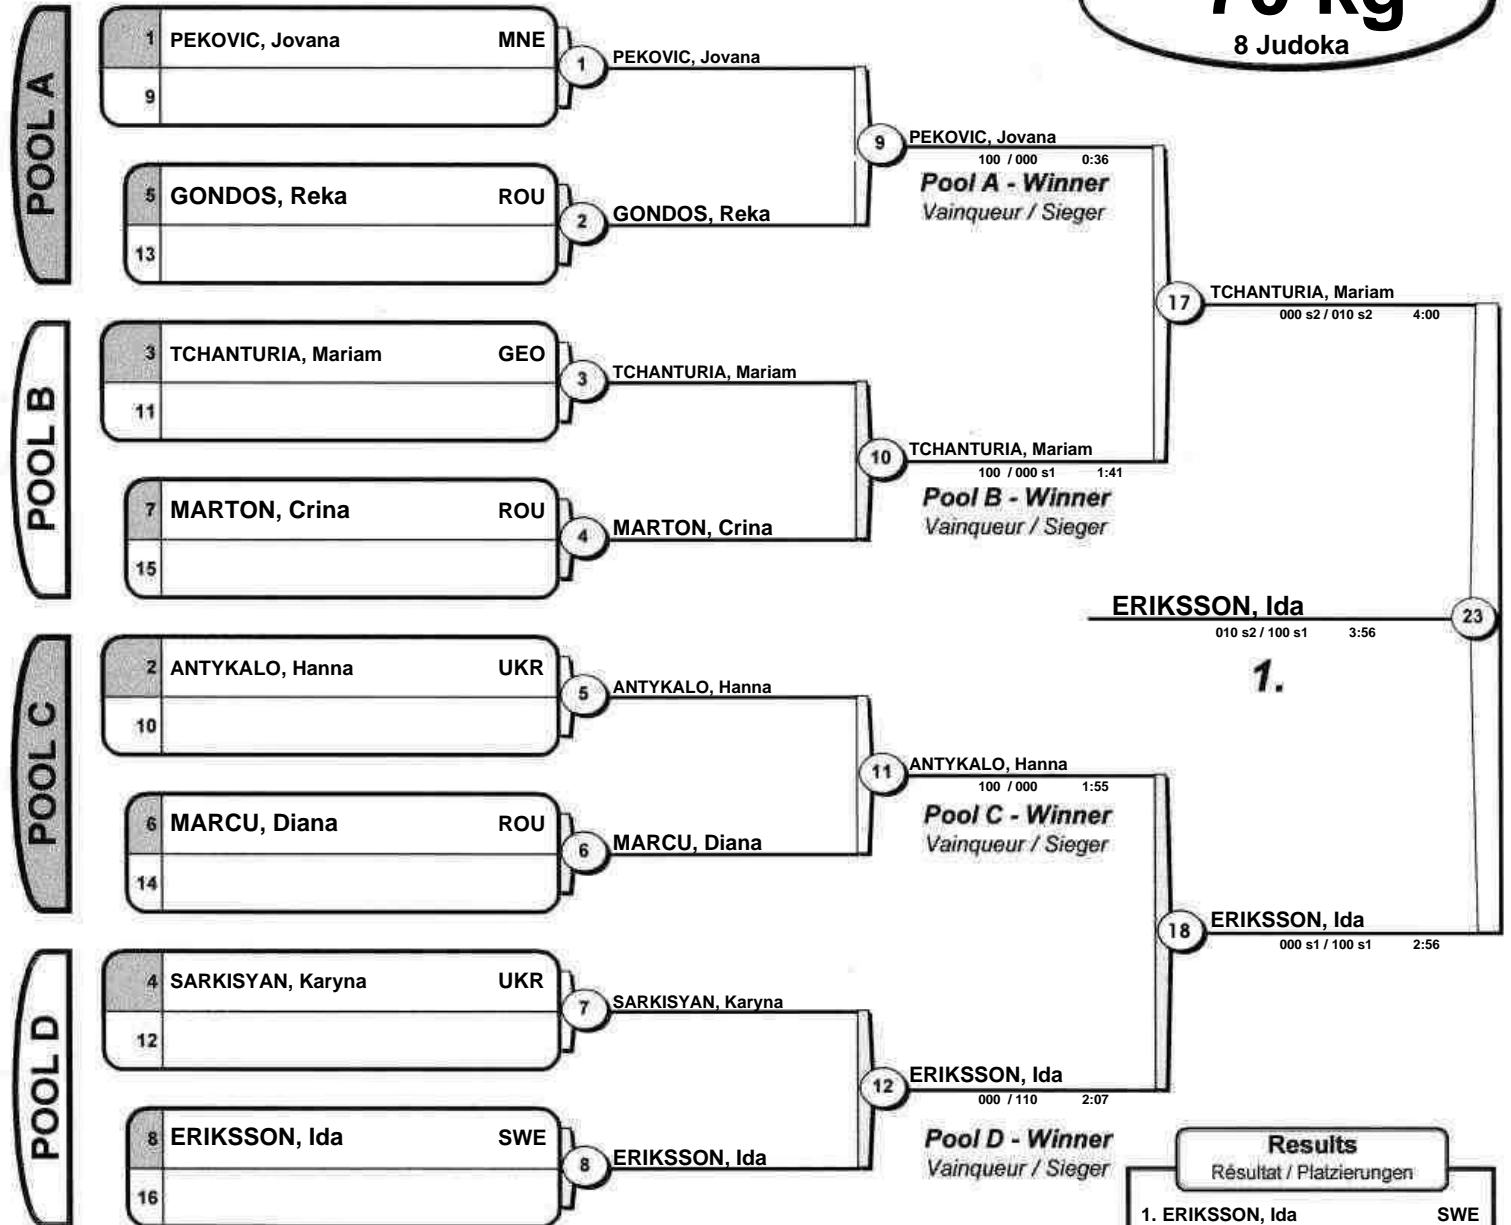 70 kg
8 Judoka
POOL A
1 PEKOVIC, Jovana MNE
9
1 PEKOVIC, Jovana
5 GONDOS, Reka ROU
13
2 GONDOS, Reka
9 PEKOVIC, Jovana
100 / 000 0:36
Pool A - Winner
Vainqueur / Sieger
POOL B
3 TCHANTURIA, Mariam GEO
11
3 TCHANTURIA, Mariam
7 MARTON, Crina ROU
15
4 MARTON, Crina
10 TCHANTURIA, Mariam
100 / 000 s1 1:41
Pool B - Winner
Vainqueur / Sieger
17 TCHANTURIA, Mariam
000 s2 / 010 s2 4:00
ERIKSSON, Ida 23
010 s2 / 100 s1 3:56
1.
POOL C
2 ANTYKALO, Hanna UKR
10
5 ANTYKALO, Hanna
6 MARCU, Diana ROU
14
6 MARCU, Diana
11 ANTYKALO, Hanna
100 / 000 1:55
Pool C - Winner
Vainqueur / Sieger
18 ERIKSSON, Ida
000 s1 / 100 s1 2:56
POOL D
4 SARKISYAN, Karyna UKR
12
7 SARKISYAN, Karyna
8 ERIKSSON, Ida SWE
16
8 ERIKSSON, Ida
12 ERIKSSON, Ida
000 / 110 2:07
Pool D - Winner
Vainqueur / Sieger
Results
Résultat / Platzierungen
1. ERIKSSON, Ida SWE